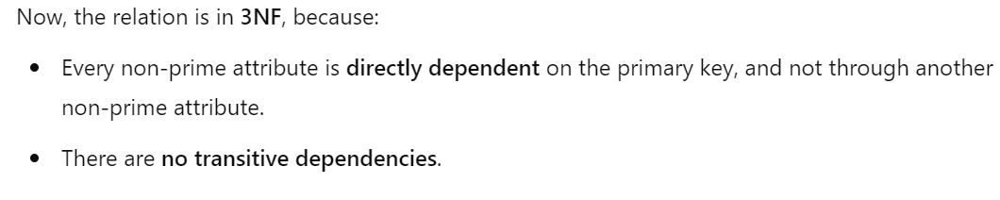 Now, the relation is in 3NF, because:
• Every non-prime attribute is directly dependent on the primary key, and not through another
non-prime attribute.
• There are no transitive dependencies.